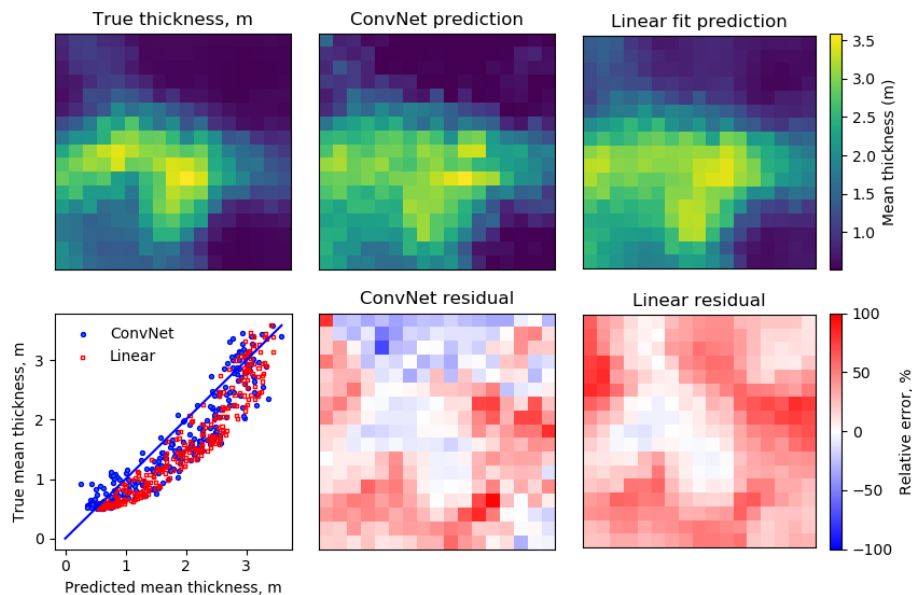 True thickness, m
ConvNet prediction
Linear fit prediction
3.5
3.0
2.5
2.0
1.5
1.0
Mean thickness (m)
ConvNet residual
Linear residual
ConvNet
Linear
3
2
1
0
True mean thickness, m
0
1
2
3
Predicted mean thickness, m
100
50
0
−50
−100
Relative error, %